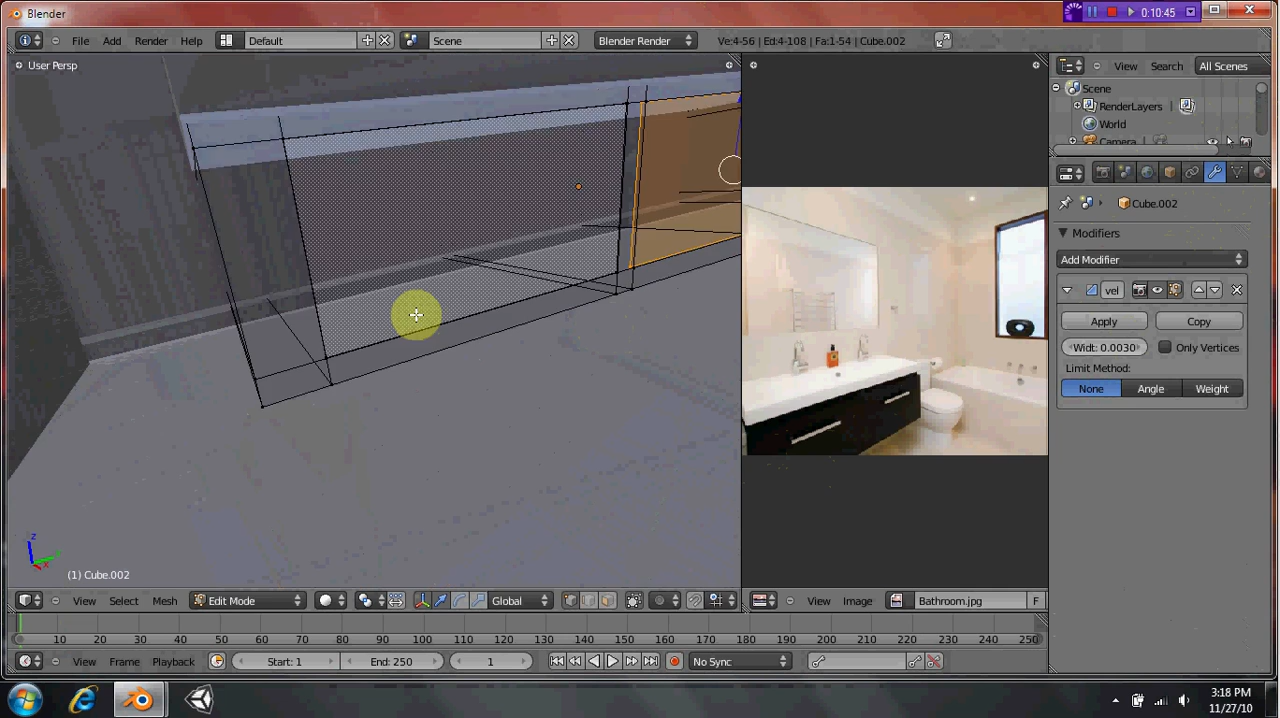 Blender
0:10:45
File Add Render Help Default Scene Blender Render Ve:4-56 | Ed:4-108 | Fa:1-54 | Cube.002
User Persp
View Search All Scenes
Scene
RenderLayers
World
Camera
Cube.002
Modifiers
Add Modifier
vel
Apply Copy
Widt: 0.0030 Only Vertices
Limit Method:
None Angle Weight
z
(1) Cube.002
View Select Mesh Edit Mode Global View Image Bathroom.jpg F
10 20 30 40 50 60 70 80 90 100 110 120 130 140 150 160 170 180 190 200 210 220 230 240 250
View Frame Playback Start: 1 End: 250 1 No Sync
3:18 PM
11/27/10